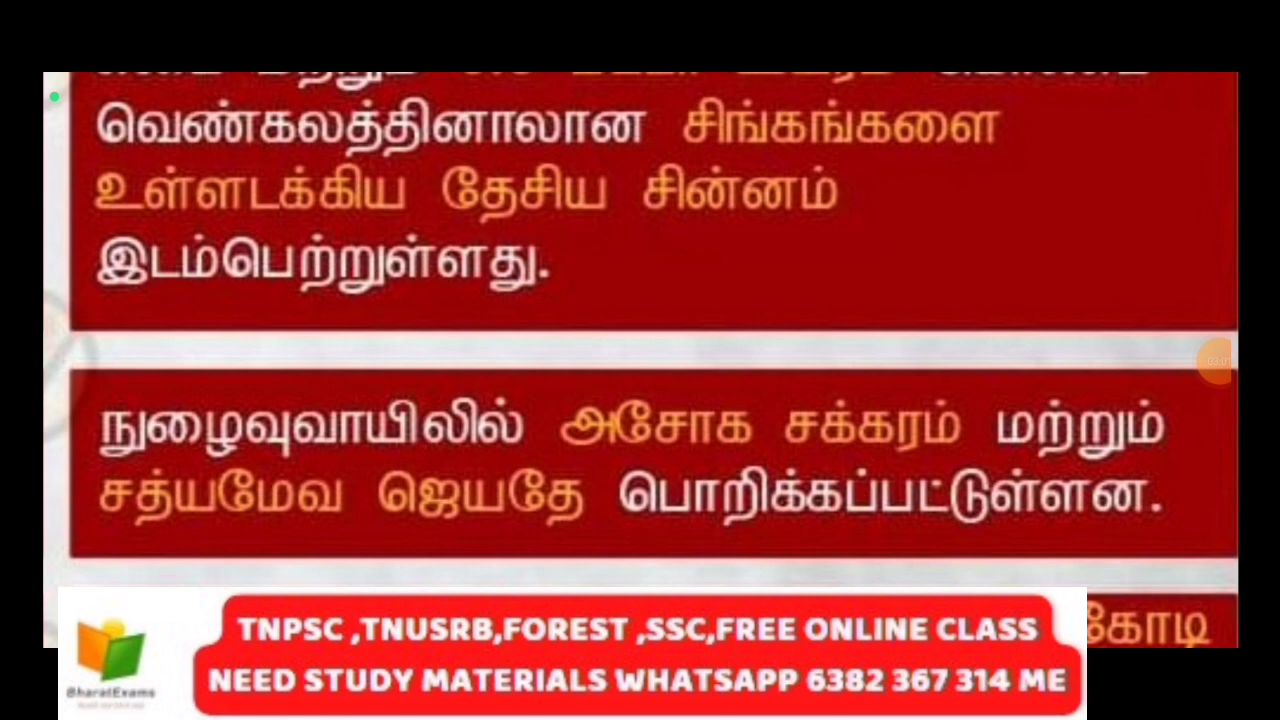 வெண்கலத்தினாலான சிங்கங்களை
உள்ளடக்கிய தேசிய சின்னம்
இடம்பெற்றுள்ளது.
நுழைவுவாயிலில் அசோக சக்கரம் மற்றும்
சத்யமேவ ஜெயதே பொறிக்கப்பட்டுள்ளன.
கோடி
TNPSC ,TNUSRB,FOREST ,SSC,FREE ONLINE CLASS
NEED STUDY MATERIALS WHATSAPP 6382 367 314 ME
BharatExams